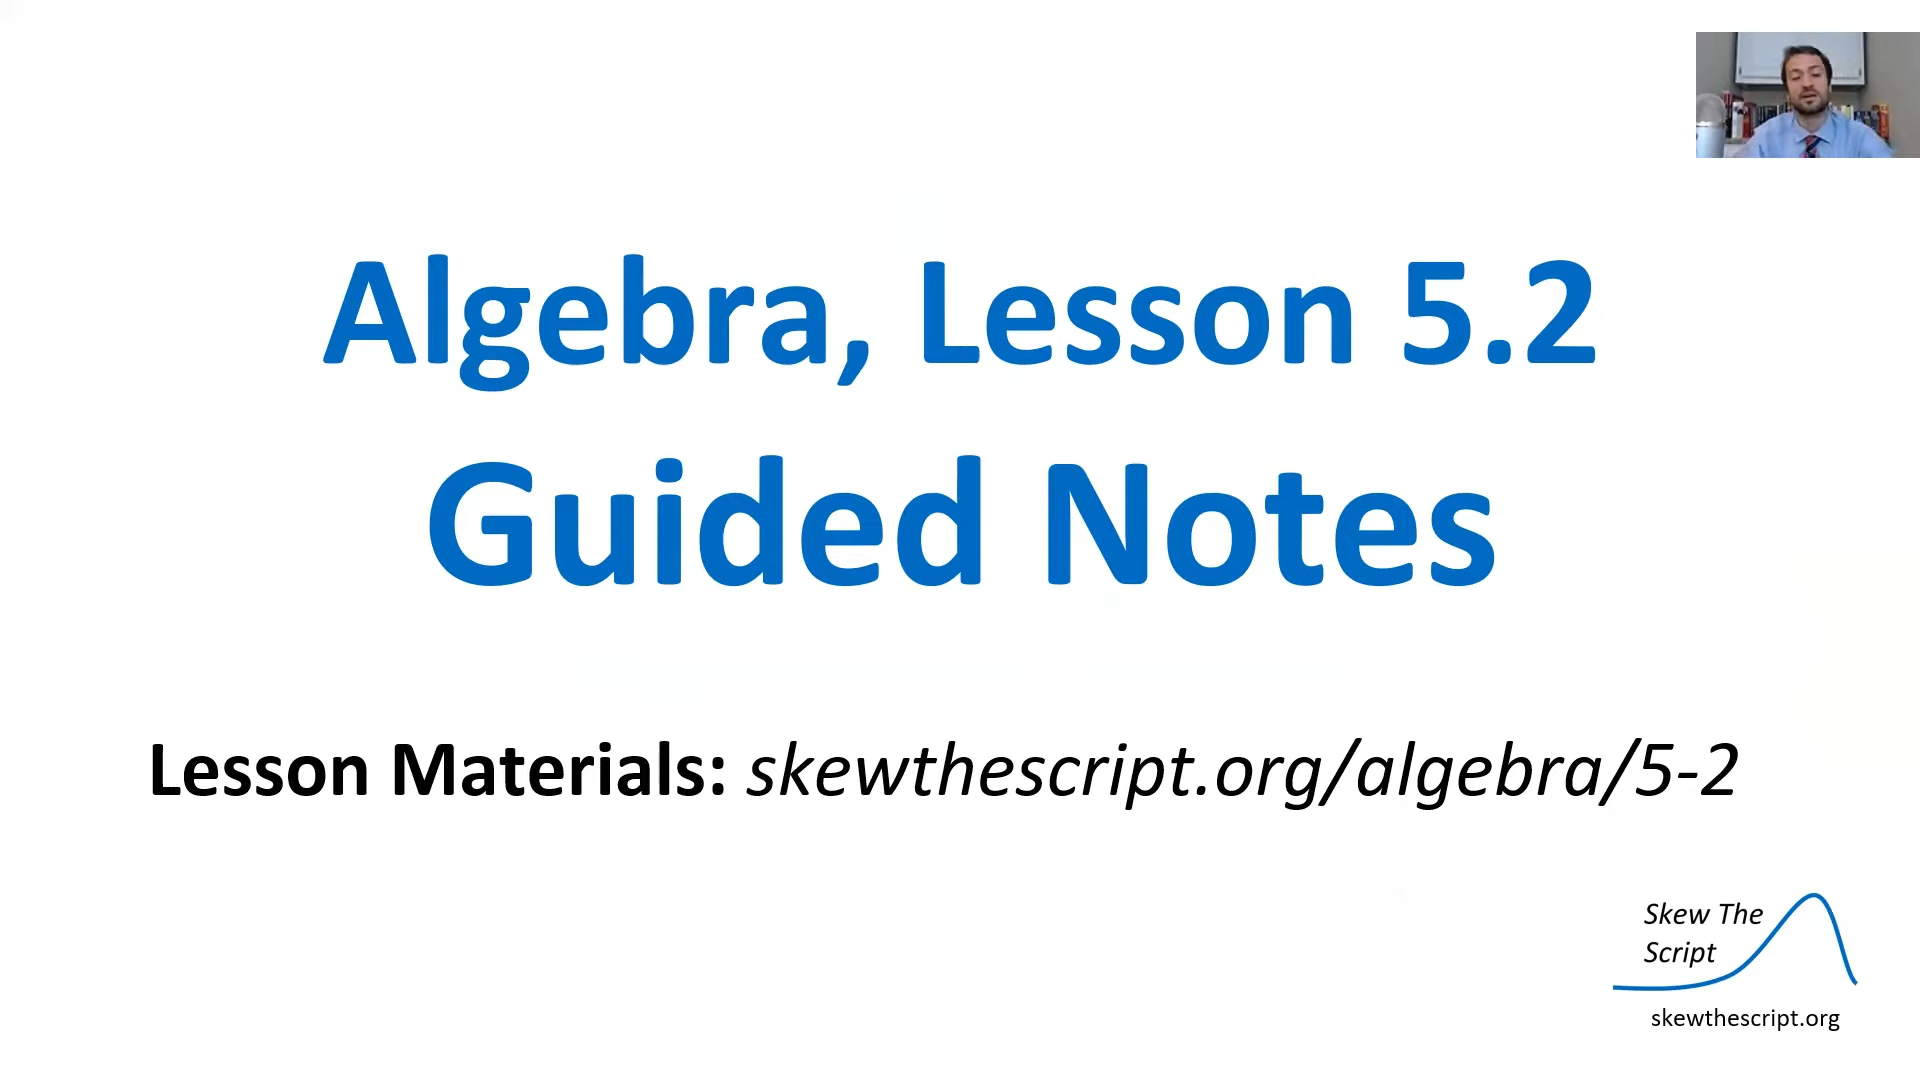 Algebra, Lesson 5.2
Guided Notes
Lesson Materials: skewthescript.org/algebra/5-2
Skew The
Script
skewthescript.org